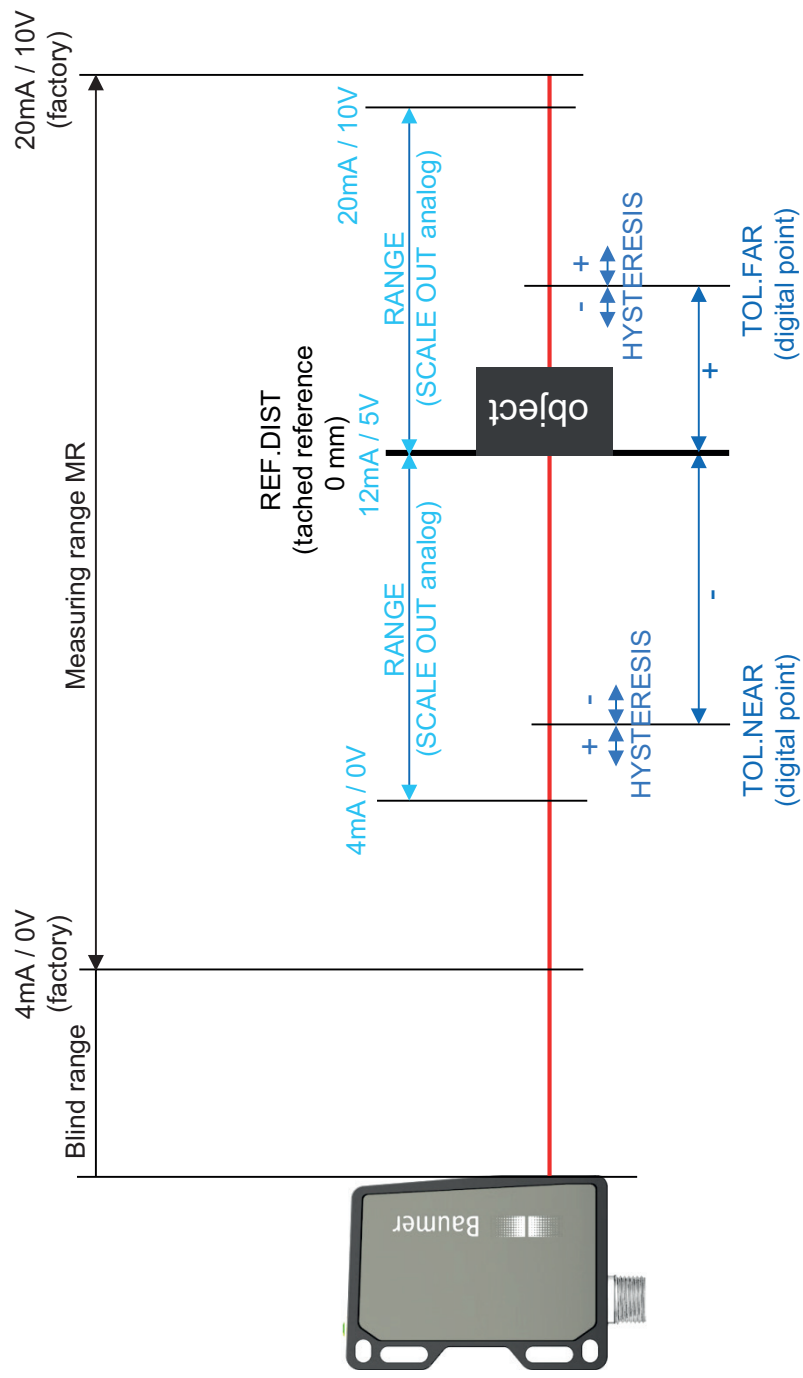 4mA / 0V
(factory)
20mA / 10V
(factory)
Blind range
Measuring range MR
REF.DIST
(tached reference
0 mm)
4mA / 0V
12mA / 5V
20mA / 10V
RANGE
(SCALE OUT analog)
RANGE
(SCALE OUT analog)
Baumer
object
+ -
HYSTERESIS
- +
HYSTERESIS
-
+
TOL.NEAR
(digital point)
TOL.FAR
(digital point)